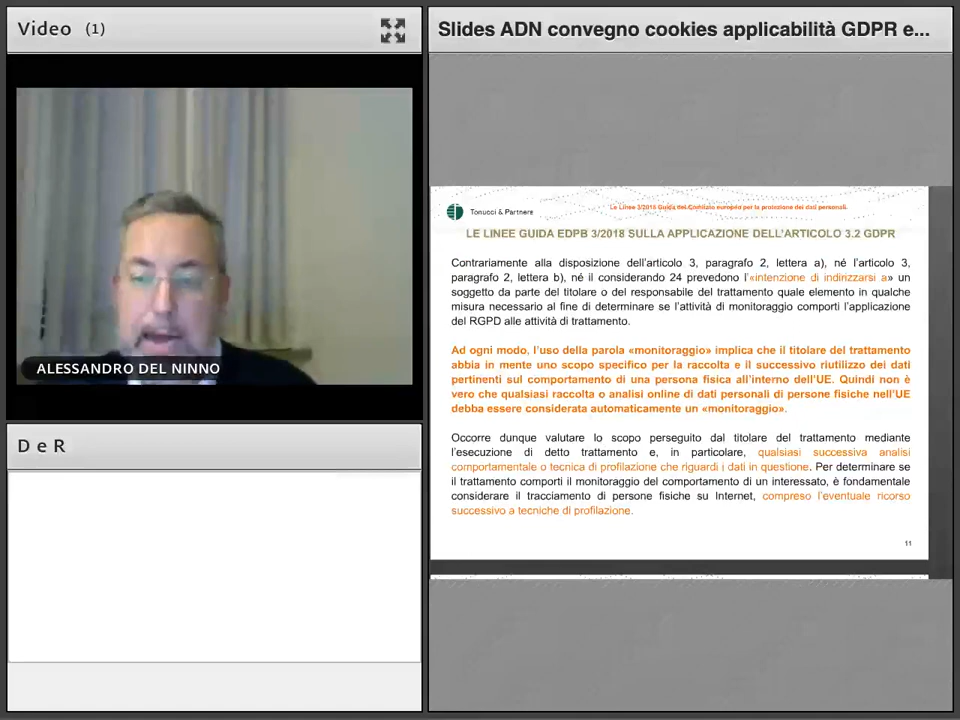 Video (1)
ALESSANDRO DEL NINNO
D e R
Slides ADN convegno cookies applicabilità GDPR e...
Tonucci & Partners
Le Linee 3/2018 Guida del Comitato europeo per la protezione dei dati personali.
LE LINEE GUIDA EDPB 3/2018 SULLA APPLICAZIONE DELL'ARTICOLO 3.2 GDPR
Contrariamente alla disposizione dell'articolo 3, paragrafo 2, lettera a), né l'articolo 3,
paragrafo 2, lettera b), né il considerando 24 prevedono l'«intenzione di indirizzarsi a» un
soggetto da parte del titolare o del responsabile del trattamento quale elemento in qualche
misura necessario al fine di determinare se l'attività di monitoraggio comporti l'applicazione
del RGPD alle attività di trattamento.
Ad ogni modo, l'uso della parola «monitoraggio» implica che il titolare del trattamento
abbia in mente uno scopo specifico per la raccolta e il successivo riutilizzo dei dati
pertinenti sul comportamento di una persona fisica all'interno dell'UE. Quindi non è
vero che qualsiasi raccolta o analisi online di dati personali di persone fisiche nell'UE
debba essere considerata automaticamente un «monitoraggio».
Occorre dunque valutare lo scopo perseguito dal titolare del trattamento mediante
l'esecuzione di detto trattamento e, in particolare, qualsiasi successiva analisi
comportamentale o tecnica di profilazione che riguardi i dati in questione. Per determinare se
il trattamento comporti il monitoraggio del comportamento di un interessato, è fondamentale
considerare il tracciamento di persone fisiche su Internet, compreso l'eventuale ricorso
successivo a tecniche di profilazione.
11